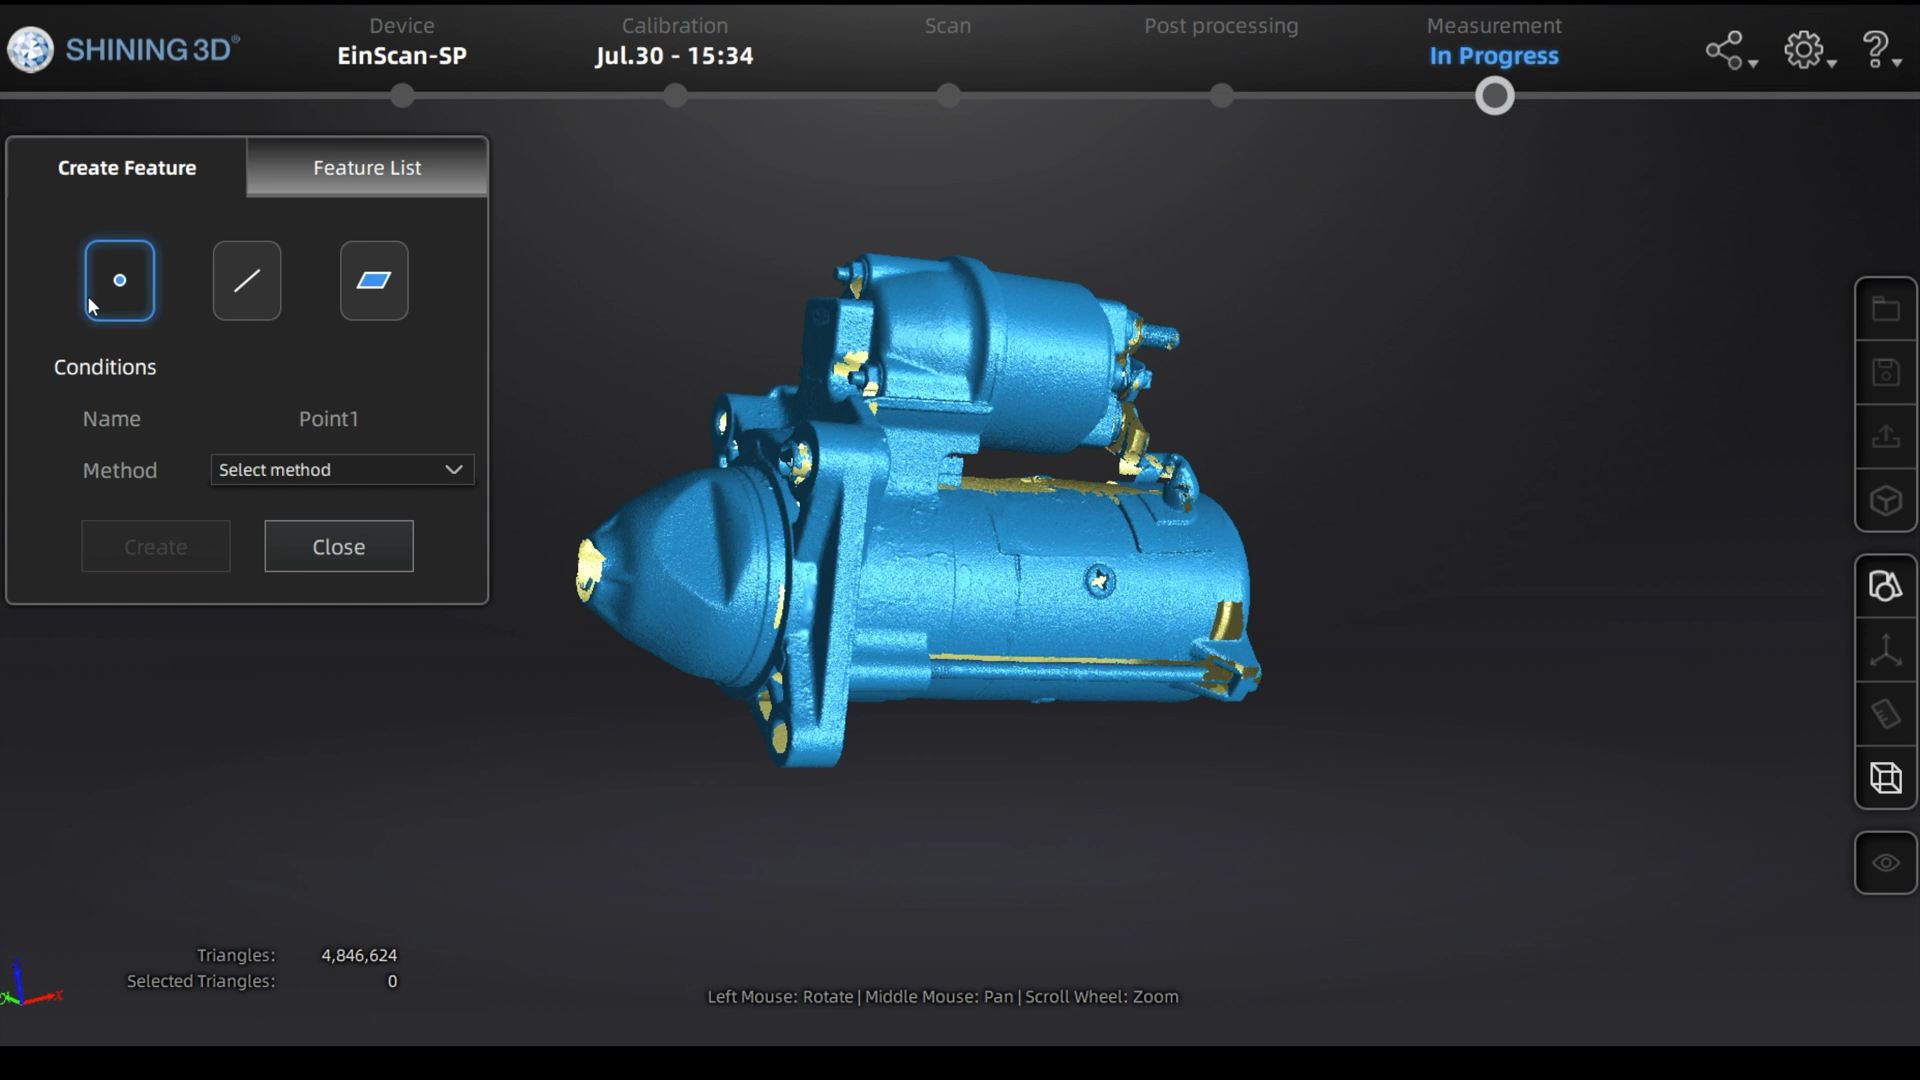 SHINING 3D®
Device
EinScan-SP
Calibration
Jul.30 - 15:34
Scan
Post processing
Measurement
In Progress
Create Feature
Feature List
Conditions
Name
Point1
Method
Select method
Create
Close
Triangles:
4,846,624
Selected Triangles:
0
Left Mouse: Rotate | Middle Mouse: Pan | Scroll Wheel: Zoom
X